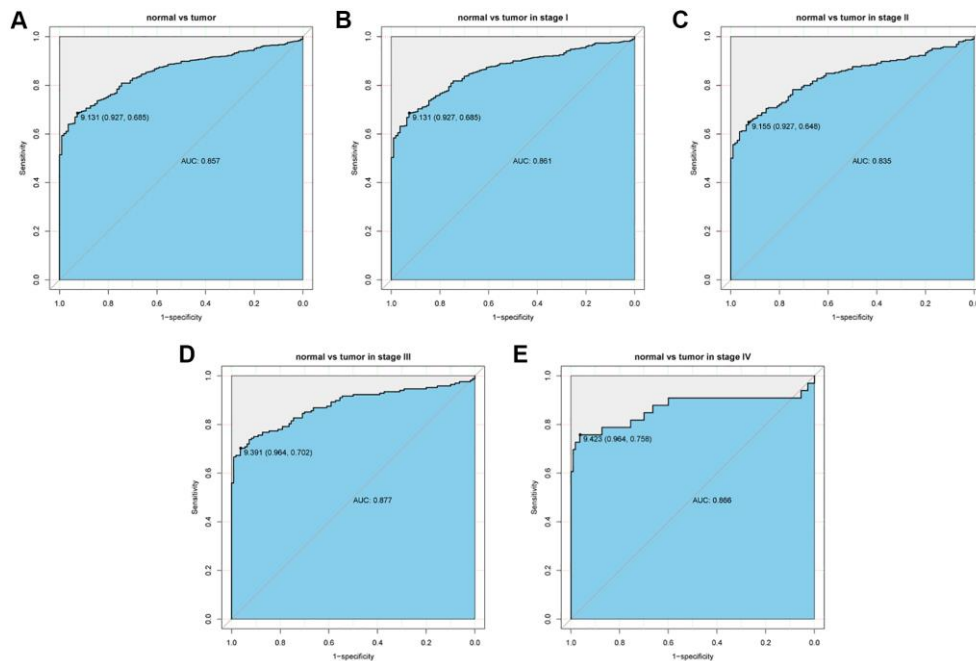 A
normal vs tumor
Sensitivity
1.0
0.8
0.6
0.4
0.2
0.0
9.131 (0.927, 0.685)
AUC: 0.857
1.0 0.8 0.6 0.4 0.2 0.0
1-specificity
B
normal vs tumor in stage I
Sensitivity
1.0
0.8
0.6
0.4
0.2
0.0
9.131 (0.927, 0.685)
AUC: 0.861
1.0 0.8 0.6 0.4 0.2 0.0
1-specificity
C
normal vs tumor in stage II
Sensitivity
1.0
0.8
0.6
0.4
0.2
0.0
9.155 (0.927, 0.648)
AUC: 0.835
1.0 0.8 0.6 0.4 0.2 0.0
1-specificity
D
normal vs tumor in stage III
Sensitivity
1.0
0.8
0.6
0.4
0.2
0.0
9.391 (0.964, 0.702)
AUC: 0.877
1.0 0.8 0.6 0.4 0.2 0.0
1-specificity
E
normal vs tumor in stage IV
Sensitivity
1.0
0.8
0.6
0.4
0.2
0.0
9.423 (0.964, 0.758)
AUC: 0.866
1.0 0.8 0.6 0.4 0.2 0.0
1-specificity